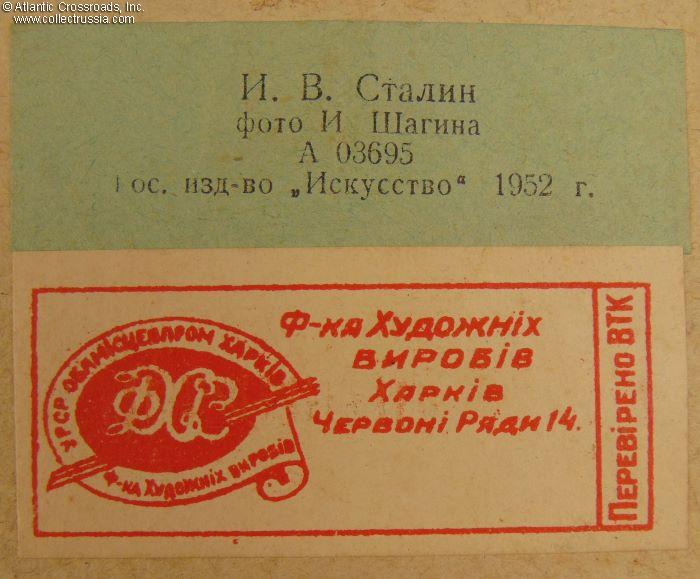 © Atlantic Crossroads, Inc.
www.collectrussia.com
И. В. Сталин
фото И Шагина
А 03695
Гос. изд-во „Искусство“ 1952 г.
УРСР ОБЛМІСЦЕВПРОМ ХАРКІВ
Ф-КА ХУДОЖНІХ ВИРОБІВ
Ф-КА ХУДОЖНІХ
ВИРОБІВ
ХАРКІВ
ЧЕРВОНІ РЯДИ 14.
ПЕРЕВІРЕНО ВТК